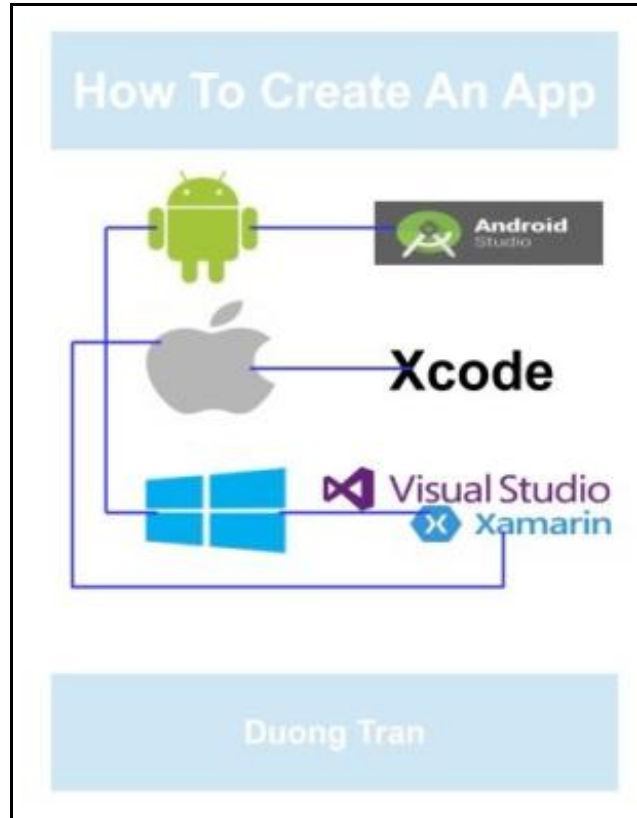 How To Create An App
Android
Studio
Xcode
Visual Studio
Xamarin
Duong Tran